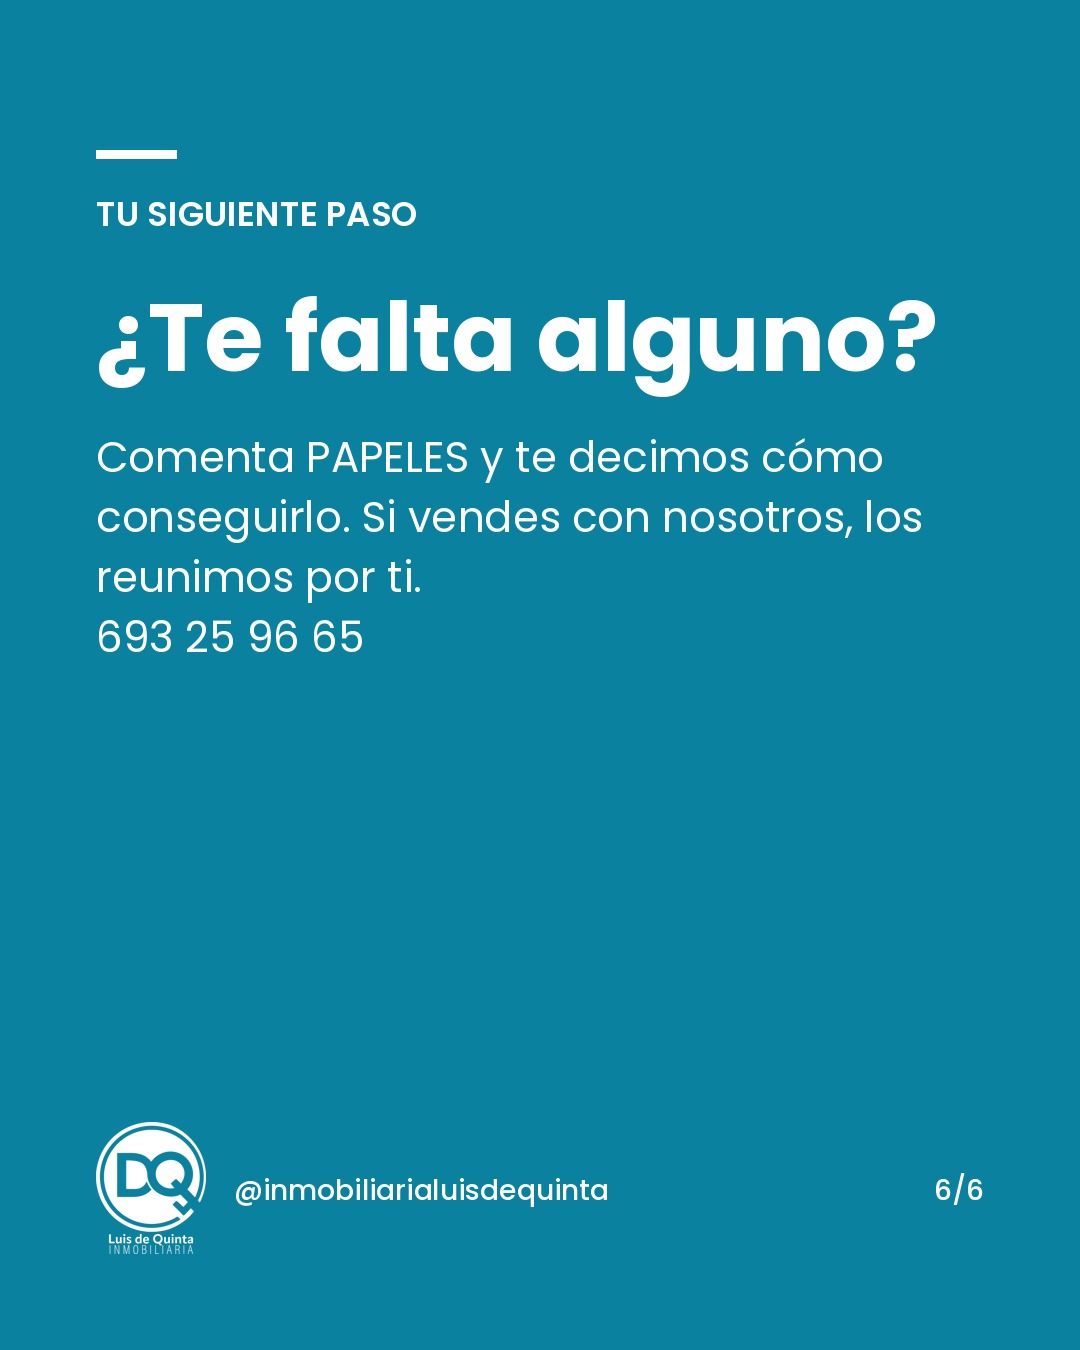 TU SIGUIENTE PASO
¿Te falta alguno?
Comenta PAPELES y te decimos cómo
conseguirlo. Si vendes con nosotros, los
reunimos por ti.
693 25 96 65
DQ
Luis de Quinta
INMOBILIARIA
@inmobiliarialuisdequinta
6/6